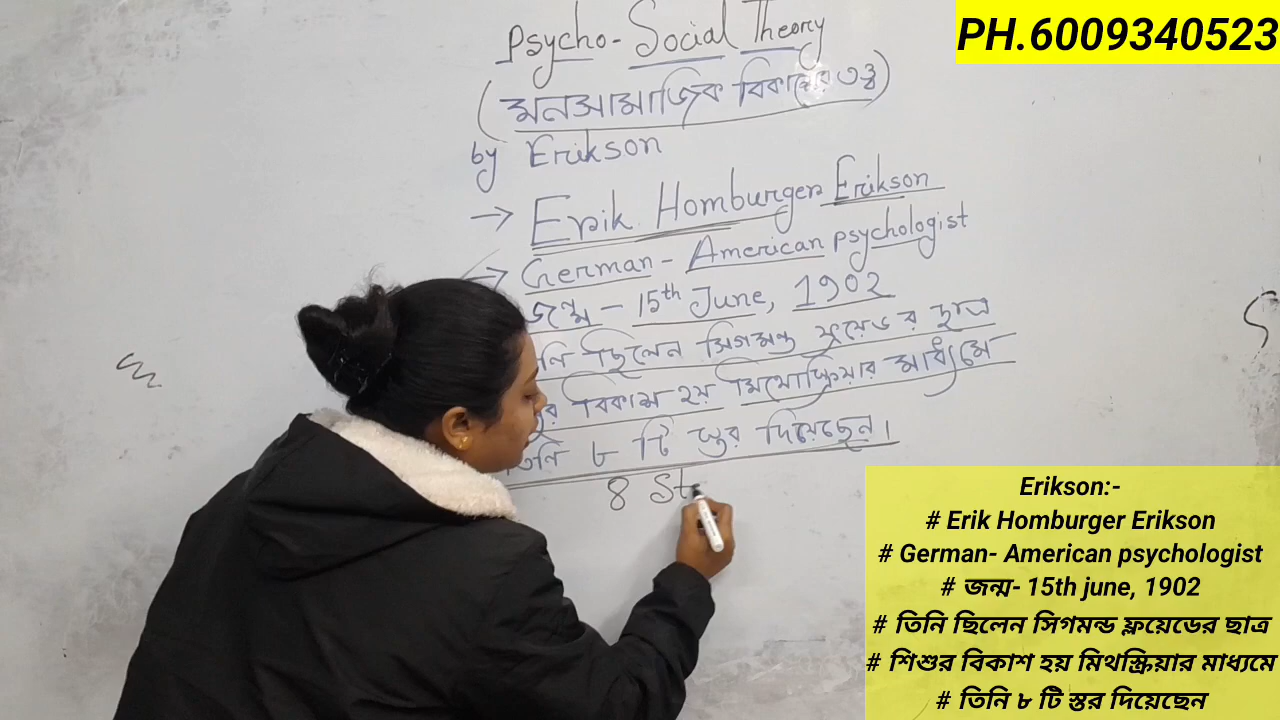 PH.6009340523
Psycho-Social Theory
(মনসামাজিক বিকাশের তত্ত্ব)
by Erikson
→ Erik Homburger Erikson
→ German - American psychologist
জন্ম - 15th June, 1902
নি ছিলেন সিগমন্ড ফ্রয়েড র ছাত্র
ুর বিকাশ হয় মিথোস্ক্রিয়ার মাধ্যমে
তিনি ৮ টি স্তর দিয়েছেন।
8 St
Erikson:-
# Erik Homburger Erikson
# German- American psychologist
# জন্ম- 15th june, 1902
# তিনি ছিলেন সিগমন্ড ফ্লয়েডের ছাত্র
# শিশুর বিকাশ হয় মিথস্ক্রিয়ার মাধ্যমে
# তিনি ৮ টি স্তর দিয়েছেন